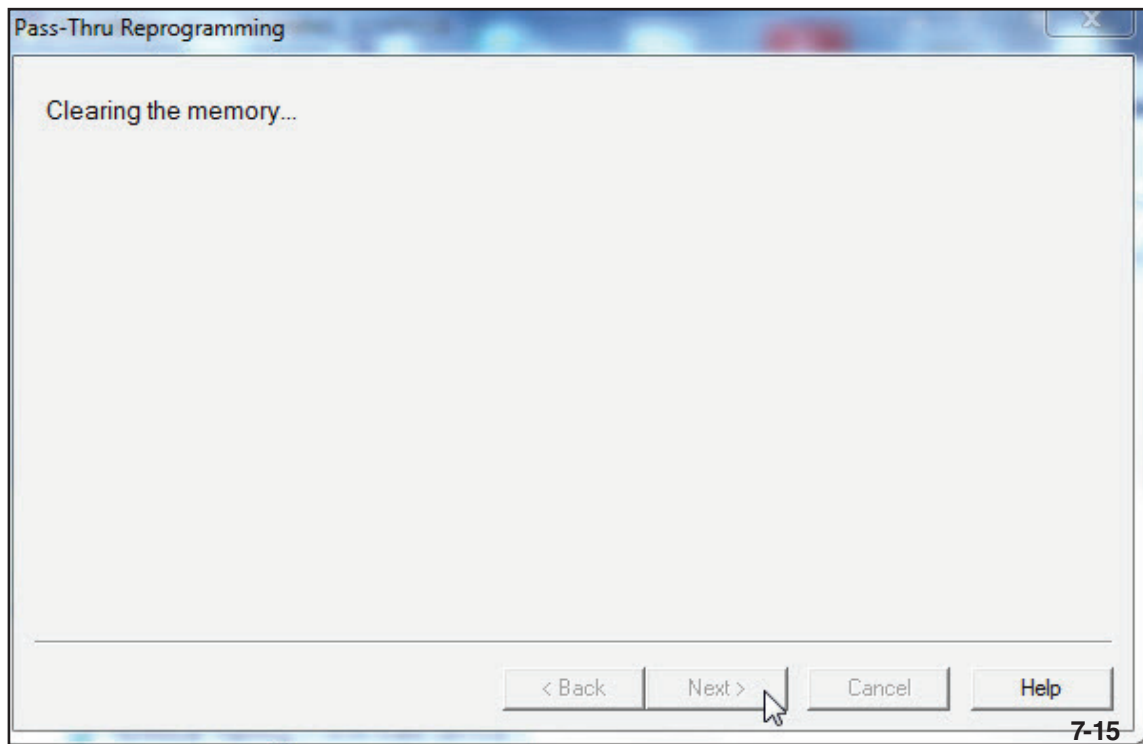 Pass-Thru Reprogramming
X
Clearing the memory...
< Back
Next >
Cancel
Help
7-15